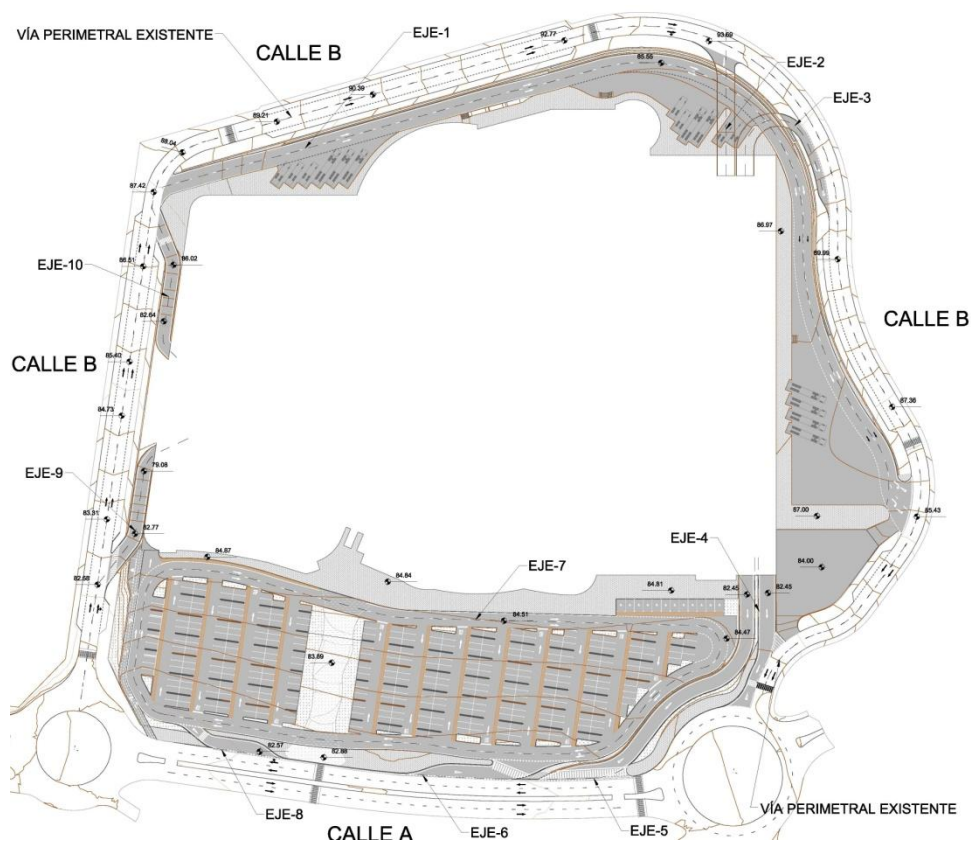 VÍA PERIMETRAL EXISTENTE
CALLE B
EJE-1
92.77
93.69
EJE-2
85.55
90.39
EJE-3
89.21
88.04
87.42
86.97
EJE-10
86.51
86.02
89.95
82.64
CALLE B
CALLE B
85.40
87.36
84.73
79.08
EJE-9
83.31
82.77
87.00
85.43
EJE-4
84.87
84.00
82.68
84.84
EJE-7
84.81
82.45
82.45
84.51
84.47
83.89
82.57
82.88
EJE-8
EJE-6
EJE-5
VÍA PERIMETRAL EXISTENTE
CALLE A